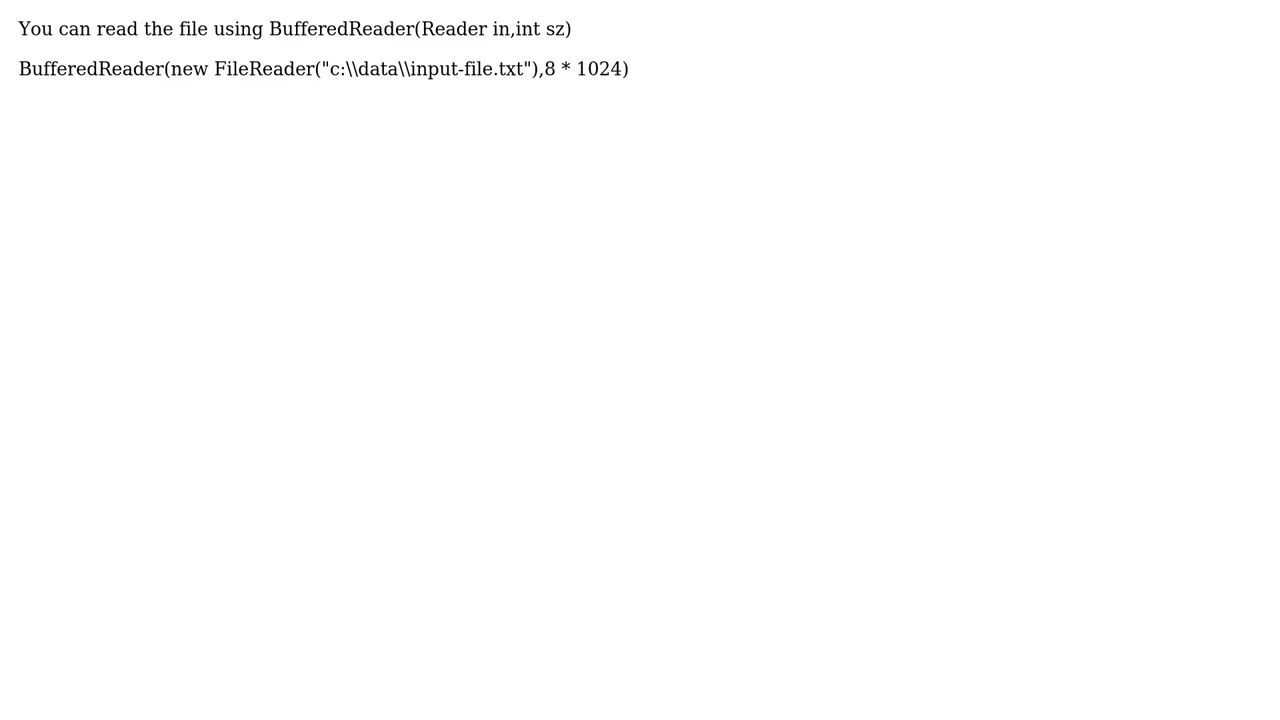 You can read the file using BufferedReader(Reader in,int sz)
BufferedReader(new FileReader("c:\\data\\input-file.txt"),8 * 1024)